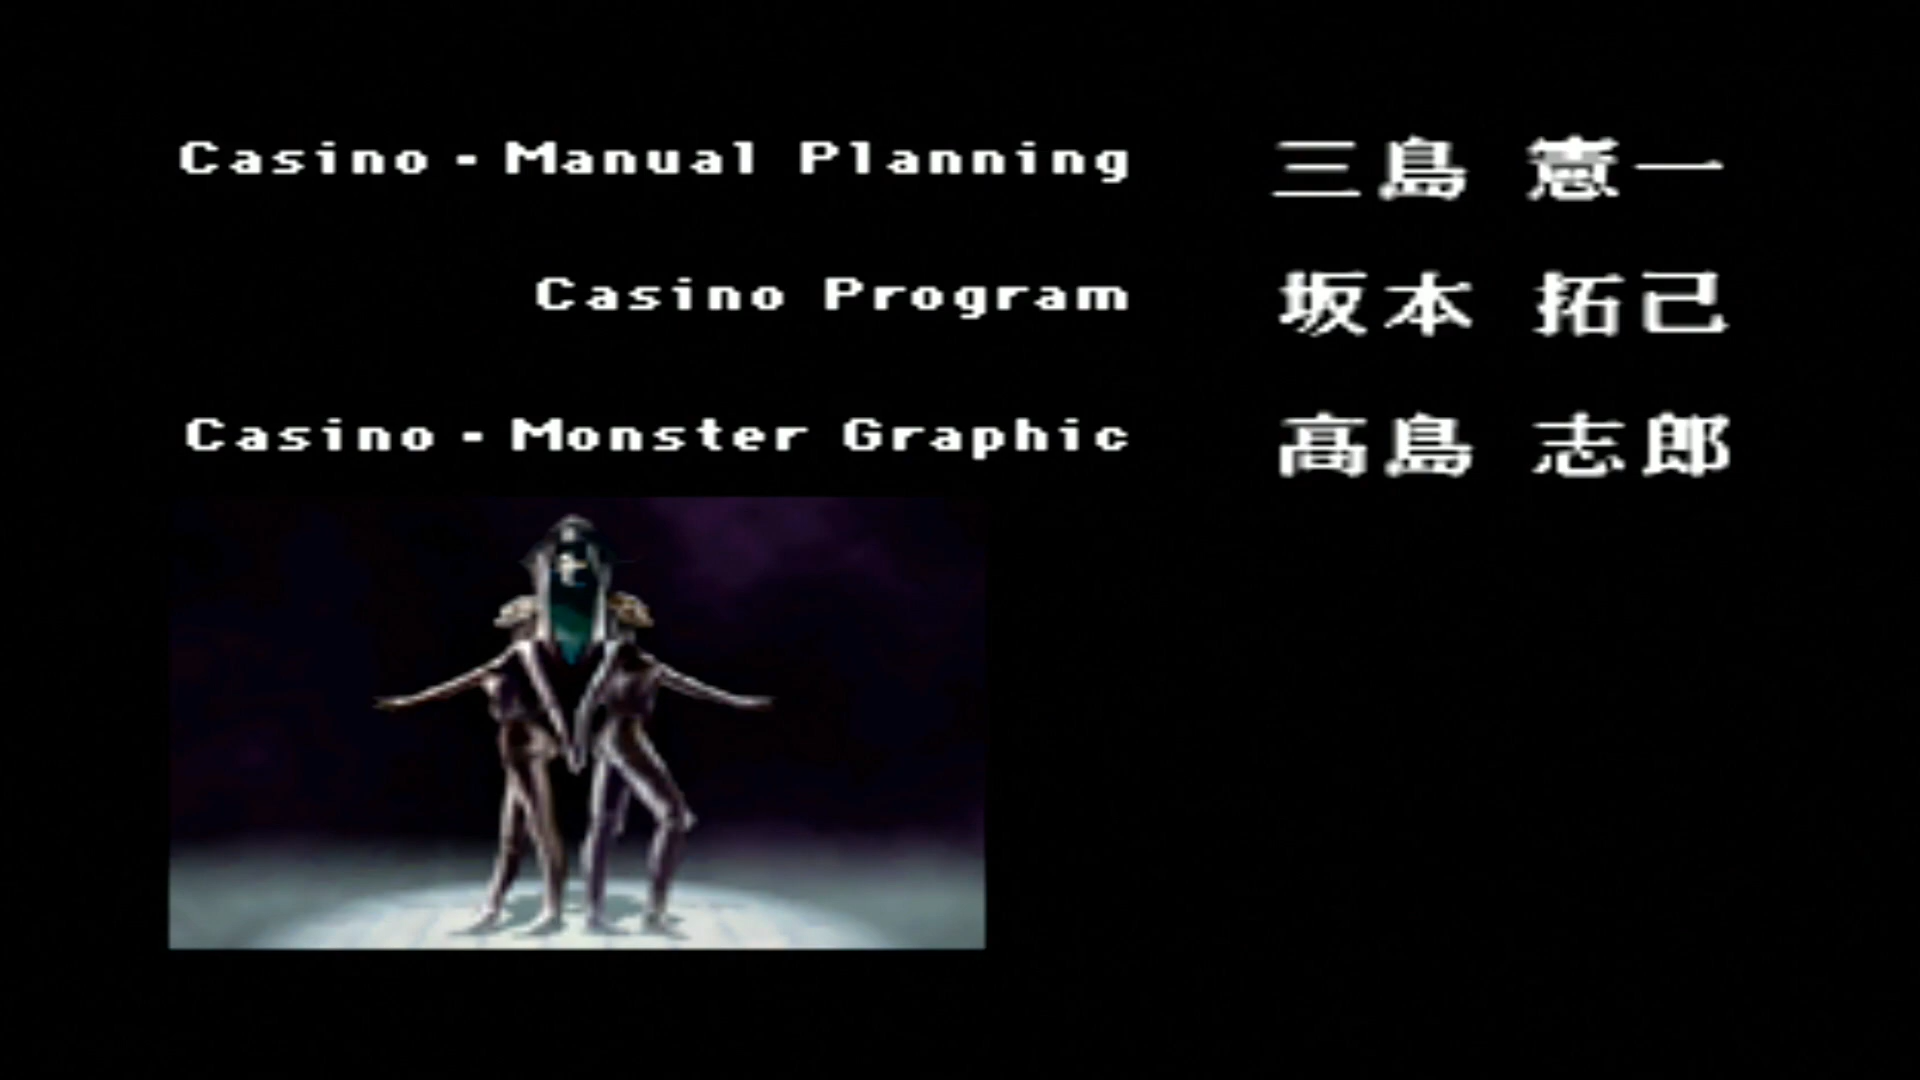 Casino - Manual Planning 三島 憲一
Casino Program 坂本 拓己
Casino - Monster Graphic 高島 志郎